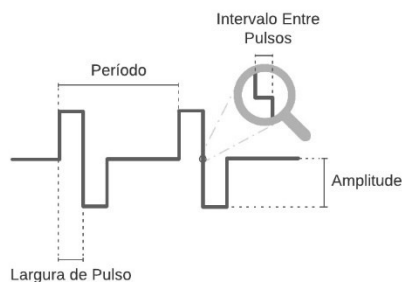 Intervalo Entre
Pulsos
Período
Amplitude
Largura de Pulso